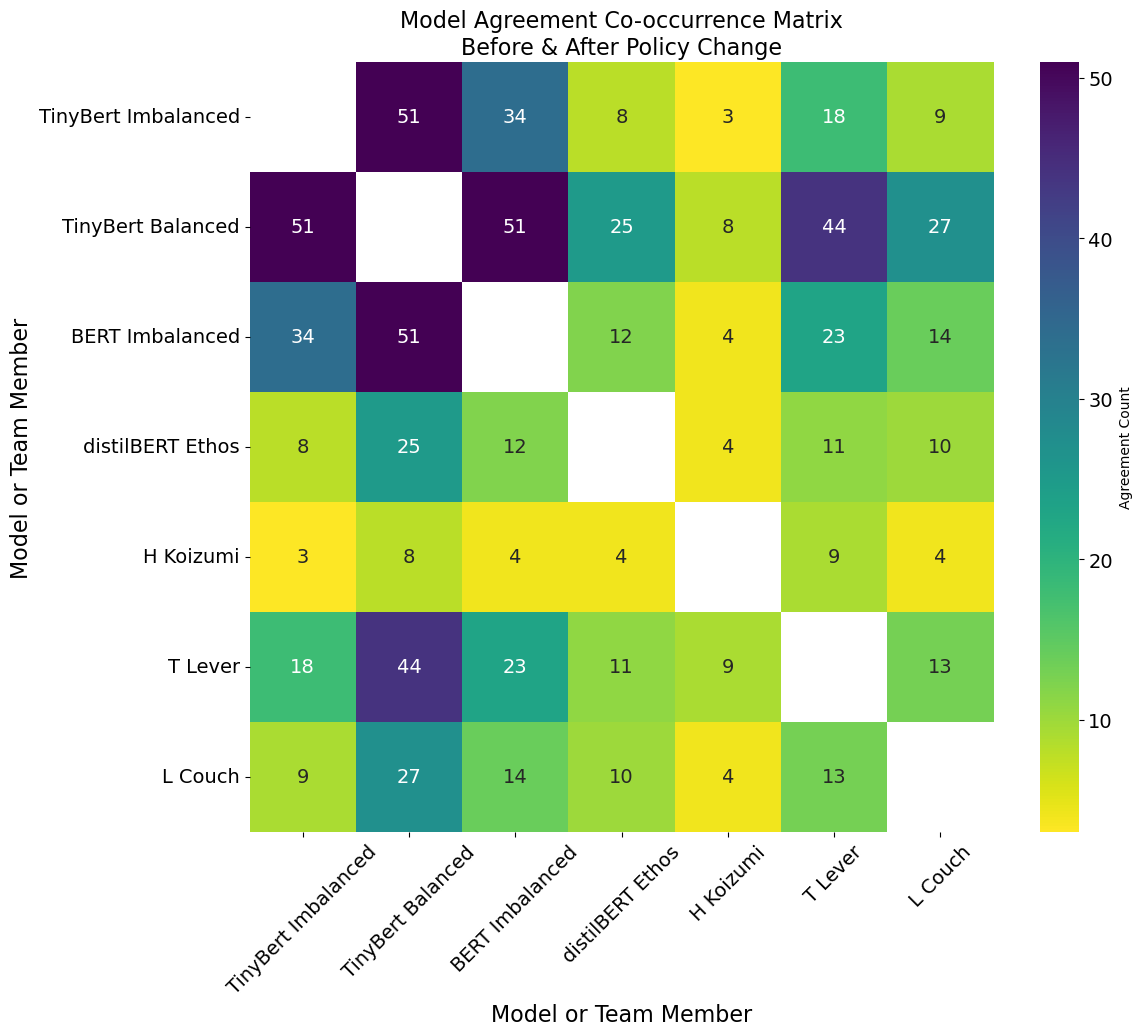 Model Agreement Co-occurrence Matrix
Before & After Policy Change
TinyBert Imbalanced 51 34 8 3 18 9
TinyBert Balanced 51 51 25 8 44 27
BERT Imbalanced 34 51 12 4 23 14
distilBERT Ethos 8 25 12 4 11 10
H Koizumi 3 8 4 4 9 4
T Lever 18 44 23 11 9 13
L Couch 9 27 14 10 4 13
Model or Team Member
TinyBert Imbalanced
TinyBert Balanced
BERT Imbalanced
distilBERT Ethos
H Koizumi
T Lever
L Couch
Model or Team Member
50
40
30
20
10
Agreement Count